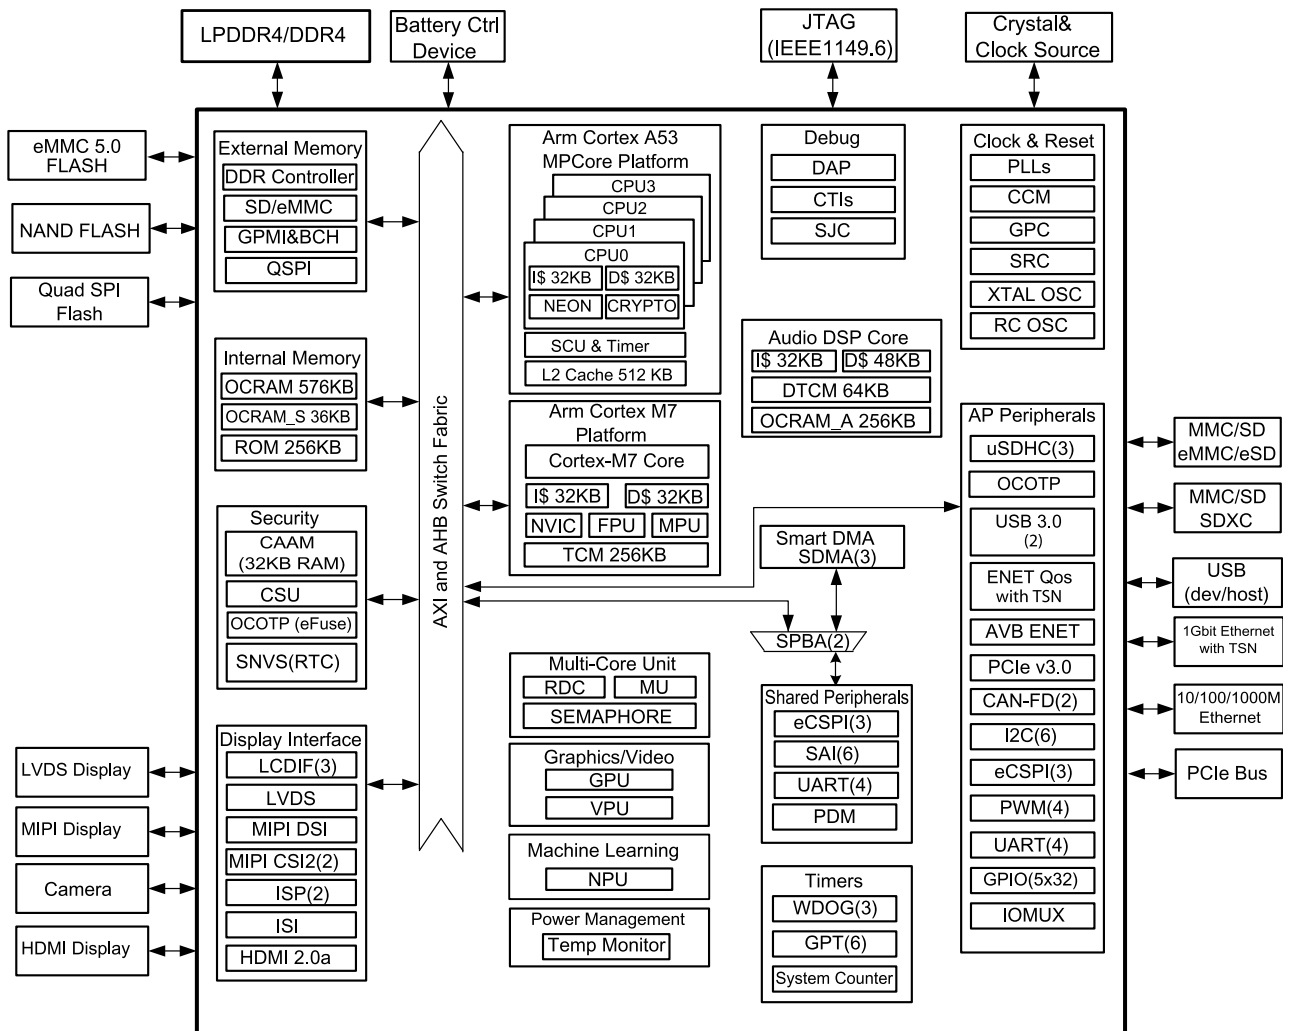 LPDDR4/DDR4
Battery Ctrl
Device
JTAG
(IEEE1149.6)
Crystal&
Clock Source
eMMC 5.0
FLASH
NAND FLASH
Quad SPI
Flash
LVDS Display
MIPI Display
Camera
HDMI Display
External Memory
DDR Controller
SD/eMMC
GPMI&BCH
QSPI
Internal Memory
OCRAM 576KB
OCRAM_S 36KB
ROM 256KB
Security
CAAM
(32KB RAM)
CSU
OCOTP (eFuse)
SNVS(RTC)
Display Interface
LCDIF(3)
LVDS
MIPI DSI
MIPI CSI2(2)
ISP(2)
ISI
HDMI 2.0a
AXI and AHB Switch Fabric
Arm Cortex A53
MPCore Platform
CPU3
CPU2
CPU1
CPU0
I$ 32KB
D$ 32KB
NEON
CRYPTO
SCU & Timer
L2 Cache 512 KB
Arm Cortex M7
Platform
Cortex-M7 Core
I$ 32KB
D$ 32KB
NVIC
FPU
MPU
TCM 256KB
Multi-Core Unit
RDC
MU
SEMAPHORE
Graphics/Video
GPU
VPU
Machine Learning
NPU
Power Management
Temp Monitor
Debug
DAP
CTIs
SJC
Audio DSP Core
I$ 32KB
D$ 48KB
DTCM 64KB
OCRAM_A 256KB
Smart DMA
SDMA(3)
SPBA(2)
Shared Peripherals
eCSPI(3)
SAI(6)
UART(4)
PDM
Timers
WDOG(3)
GPT(6)
System Counter
Clock & Reset
PLLs
CCM
GPC
SRC
XTAL OSC
RC OSC
AP Peripherals
uSDHC(3)
OCOTP
USB 3.0
(2)
ENET Qos
with TSN
AVB ENET
PCIe v3.0
CAN-FD(2)
I2C(6)
eCSPI(3)
PWM(4)
UART(4)
GPIO(5x32)
IOMUX
MMC/SD
eMMC/eSD
MMC/SD
SDXC
USB
(dev/host)
1Gbit Ethernet
with TSN
10/100/1000M
Ethernet
PCIe Bus